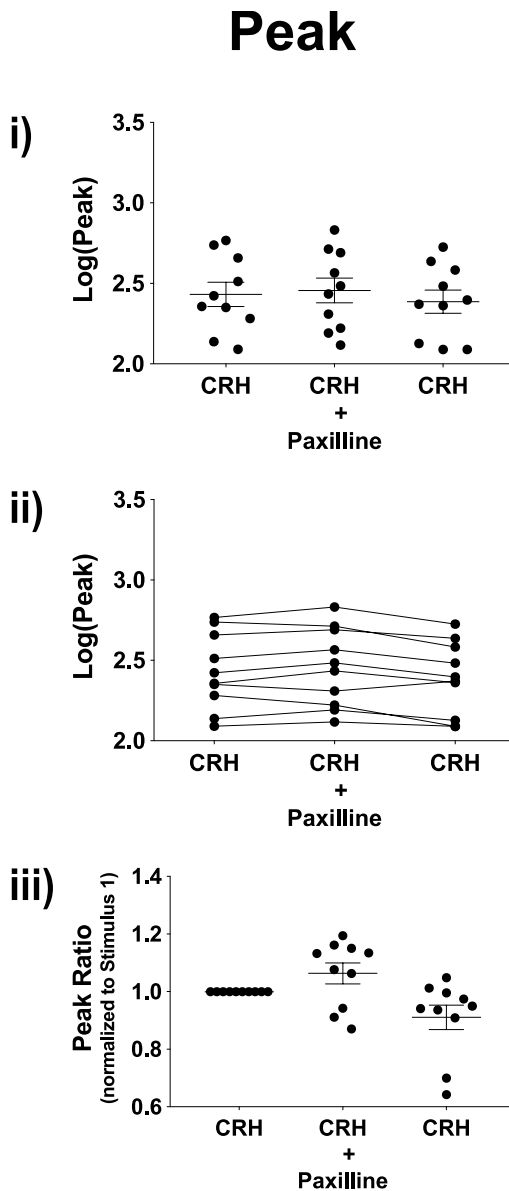 Peak
i)
Log(Peak)
3.5
3.0
2.5
2.0
CRH
CRH
+
Paxilline
CRH
ii)
Log(Peak)
3.5
3.0
2.5
2.0
CRH
CRH
+
Paxilline
CRH
iii)
Peak Ratio
(normalized to Stimulus 1)
1.4
1.2
1.0
0.8
0.6
CRH
CRH
+
Paxilline
CRH